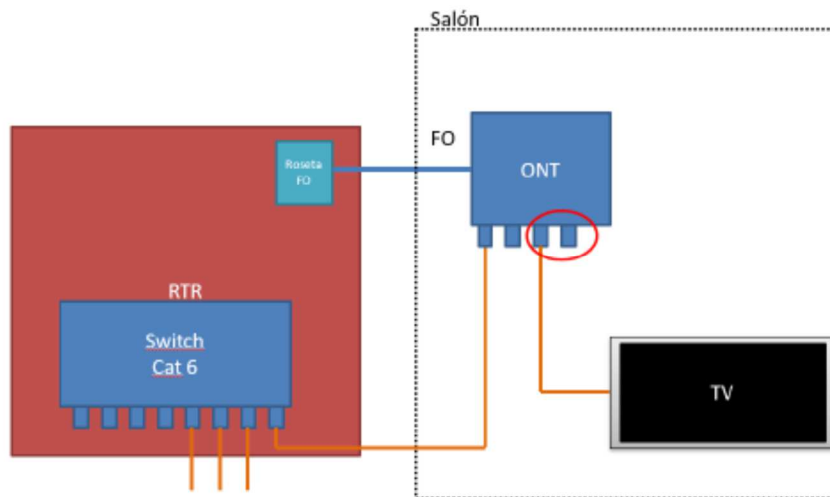 Salón
FO
Roseta
FO
ONT
RTR
Switch
Cat 6
TV